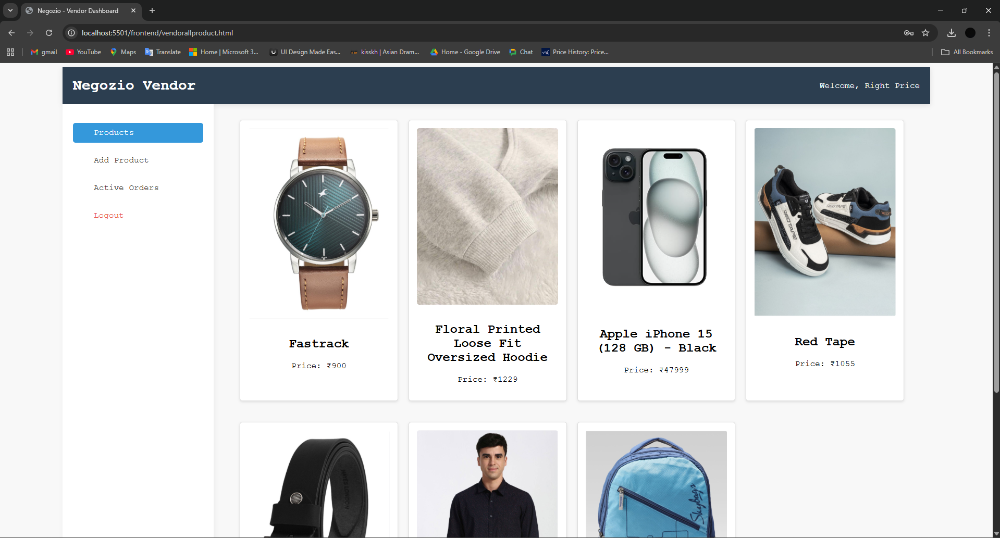 Negozio - Vendor Dashboard
localhost:5501/frontend/vendorallproduct.html
gmail
YouTube
Maps
Translate
Home | Microsoft 3...
UI Design Made Eas...
kisskh | Asian Dram...
Home - Google Drive
Chat
Price History: Price...
All Bookmarks
Negozio Vendor
Welcome, Right Price
Products
Add Product
Active Orders
Logout
Fastrack
Price: ₹900
Floral Printed
Loose Fit
Oversized Hoodie
Price: ₹1229
Apple iPhone 15
(128 GB) - Black
Price: ₹47999
REDTAPE
REDTAPE
Red Tape
Price: ₹1055
Skybags